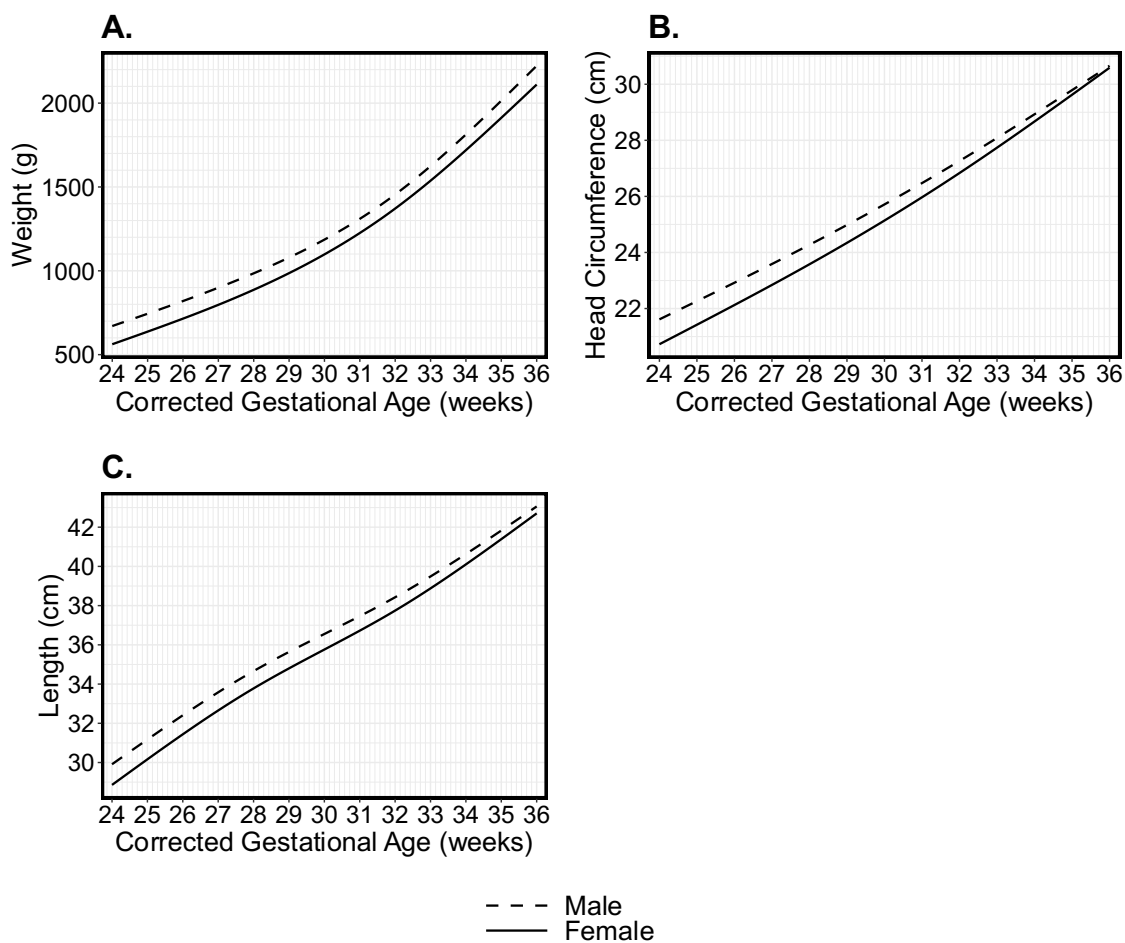 A.
Weight (g)
2000
1500
1000
500
24 25 26 27 28 29 30 31 32 33 34 35 36
Corrected Gestational Age (weeks)
B.
Head Circumference (cm)
30
28
26
24
22
24 25 26 27 28 29 30 31 32 33 34 35 36
Corrected Gestational Age (weeks)
C.
Length (cm)
42
40
38
36
34
32
30
24 25 26 27 28 29 30 31 32 33 34 35 36
Corrected Gestational Age (weeks)
Male
Female